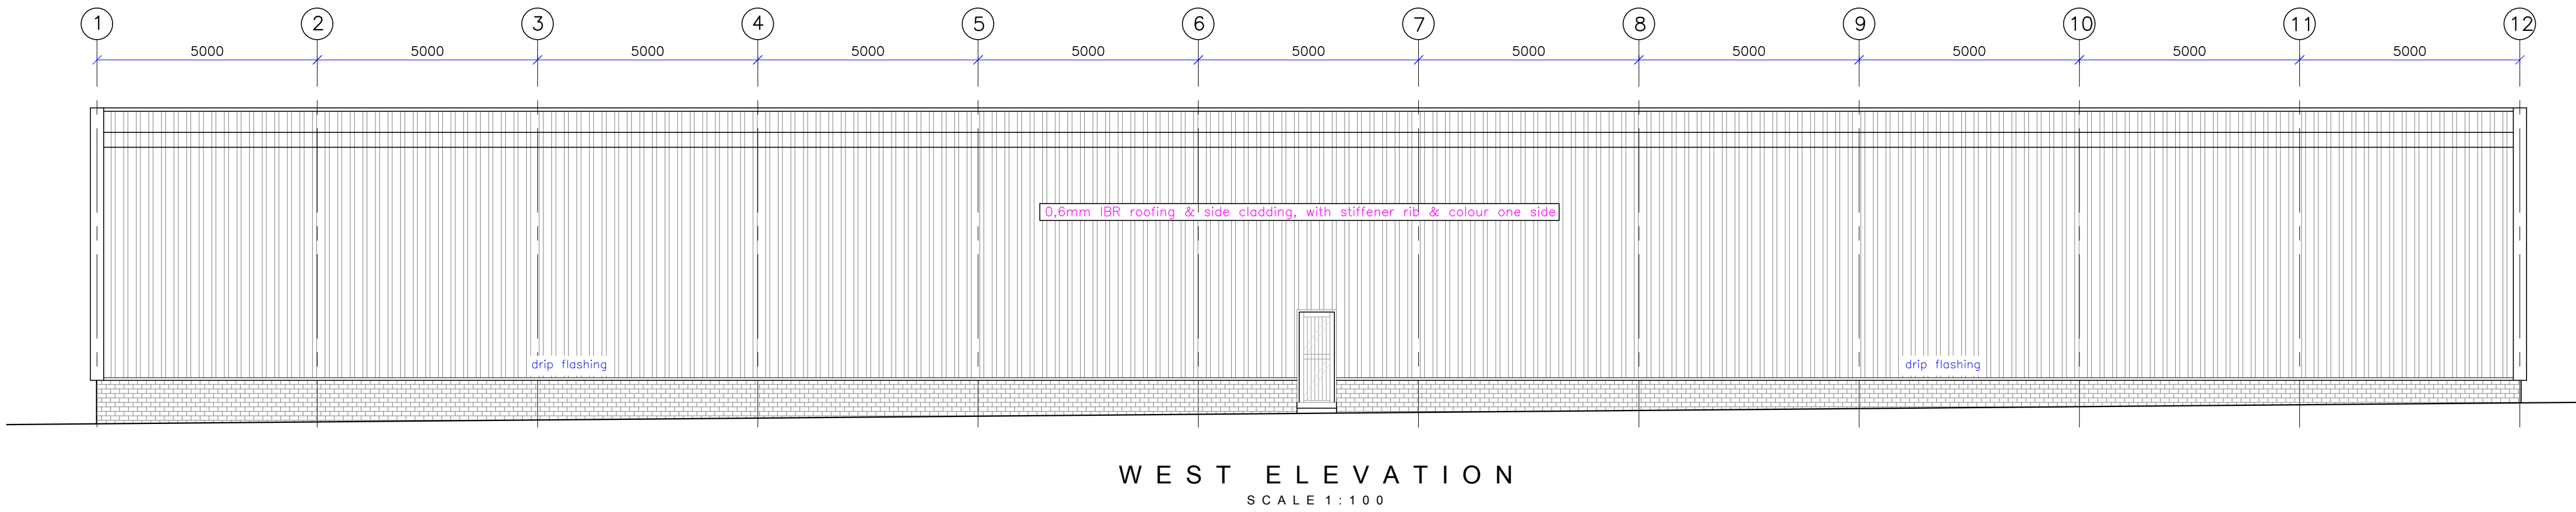 1 2 3 4 5 6 7 8 9 10 11 12
5000 5000 5000 5000 5000 5000 5000 5000 5000 5000 5000
0,6mm IBR roofing & side cladding, with stiffener rib & colour one side
drip flashing drip flashing
WEST ELEVATION
SCALE 1:100